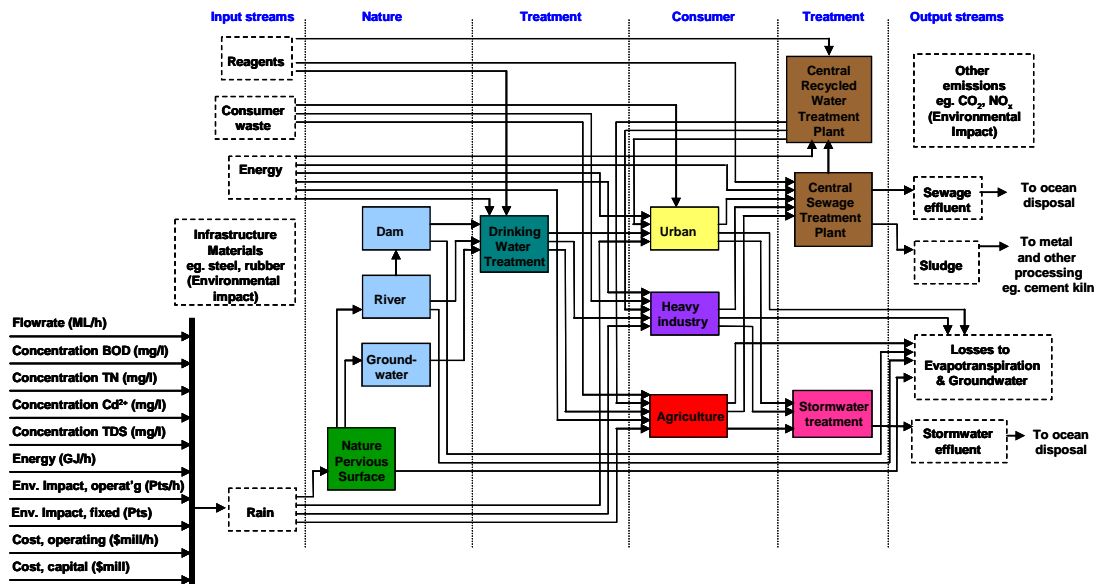 Input streams
Nature
Treatment
Consumer
Treatment
Output streams
Reagents
Consumer
waste
Energy
Infrastructure
Materials
eg. steel, rubber
(Environmental
impact)
Flowrate (ML/h)
Concentration BOD (mg/l)
Concentration TN (mg/l)
Concentration Cd²⁺ (mg/l)
Concentration TDS (mg/l)
Energy (GJ/h)
Env. Impact, operat'g (Pts/h)
Env. Impact, fixed (Pts)
Cost, operating ($mill/h)
Cost, capital ($mill)
Rain
Dam
River
Ground-
water
Nature
Pervious
Surface
Drinking
Water
Treatment
Urban
Heavy
industry
Agriculture
Central
Recycled
Water
Treatment
Plant
Central
Sewage
Treatment
Plant
Stormwater
treatment
Other
emissions
eg. CO₂, NOₓ
(Environmental
Impact)
Sewage
effluent
To ocean
disposal
Sludge
To metal
and other
processing
eg. cement kiln
Losses to
Evapotranspiration
& Groundwater
Stormwater
effluent
To ocean
disposal